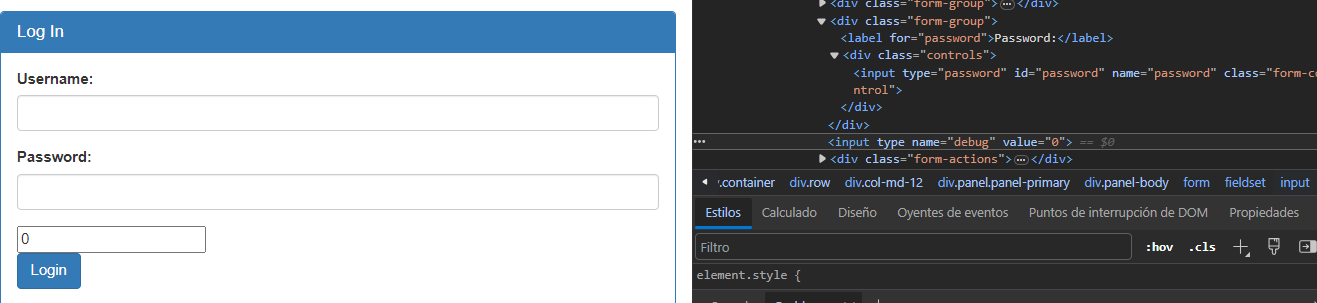 Log In
Username:
Password:
0
Login
<div class="form-group">…</div>
<div class="form-group">
<label for="password">Password:</label>
<div class="controls">
<input type="password" id="password" name="password" class="form-co
ntrol">
</div>
</div>
… <input type name="debug" value="0"> == $0
<div class="form-actions">…</div>
v.container div.row div.col-md-12 div.panel.panel-primary div.panel-body form fieldset input
Estilos Calculado Diseño Oyentes de eventos Puntos de interrupción de DOM Propiedades
Filtro :hov .cls
element.style {